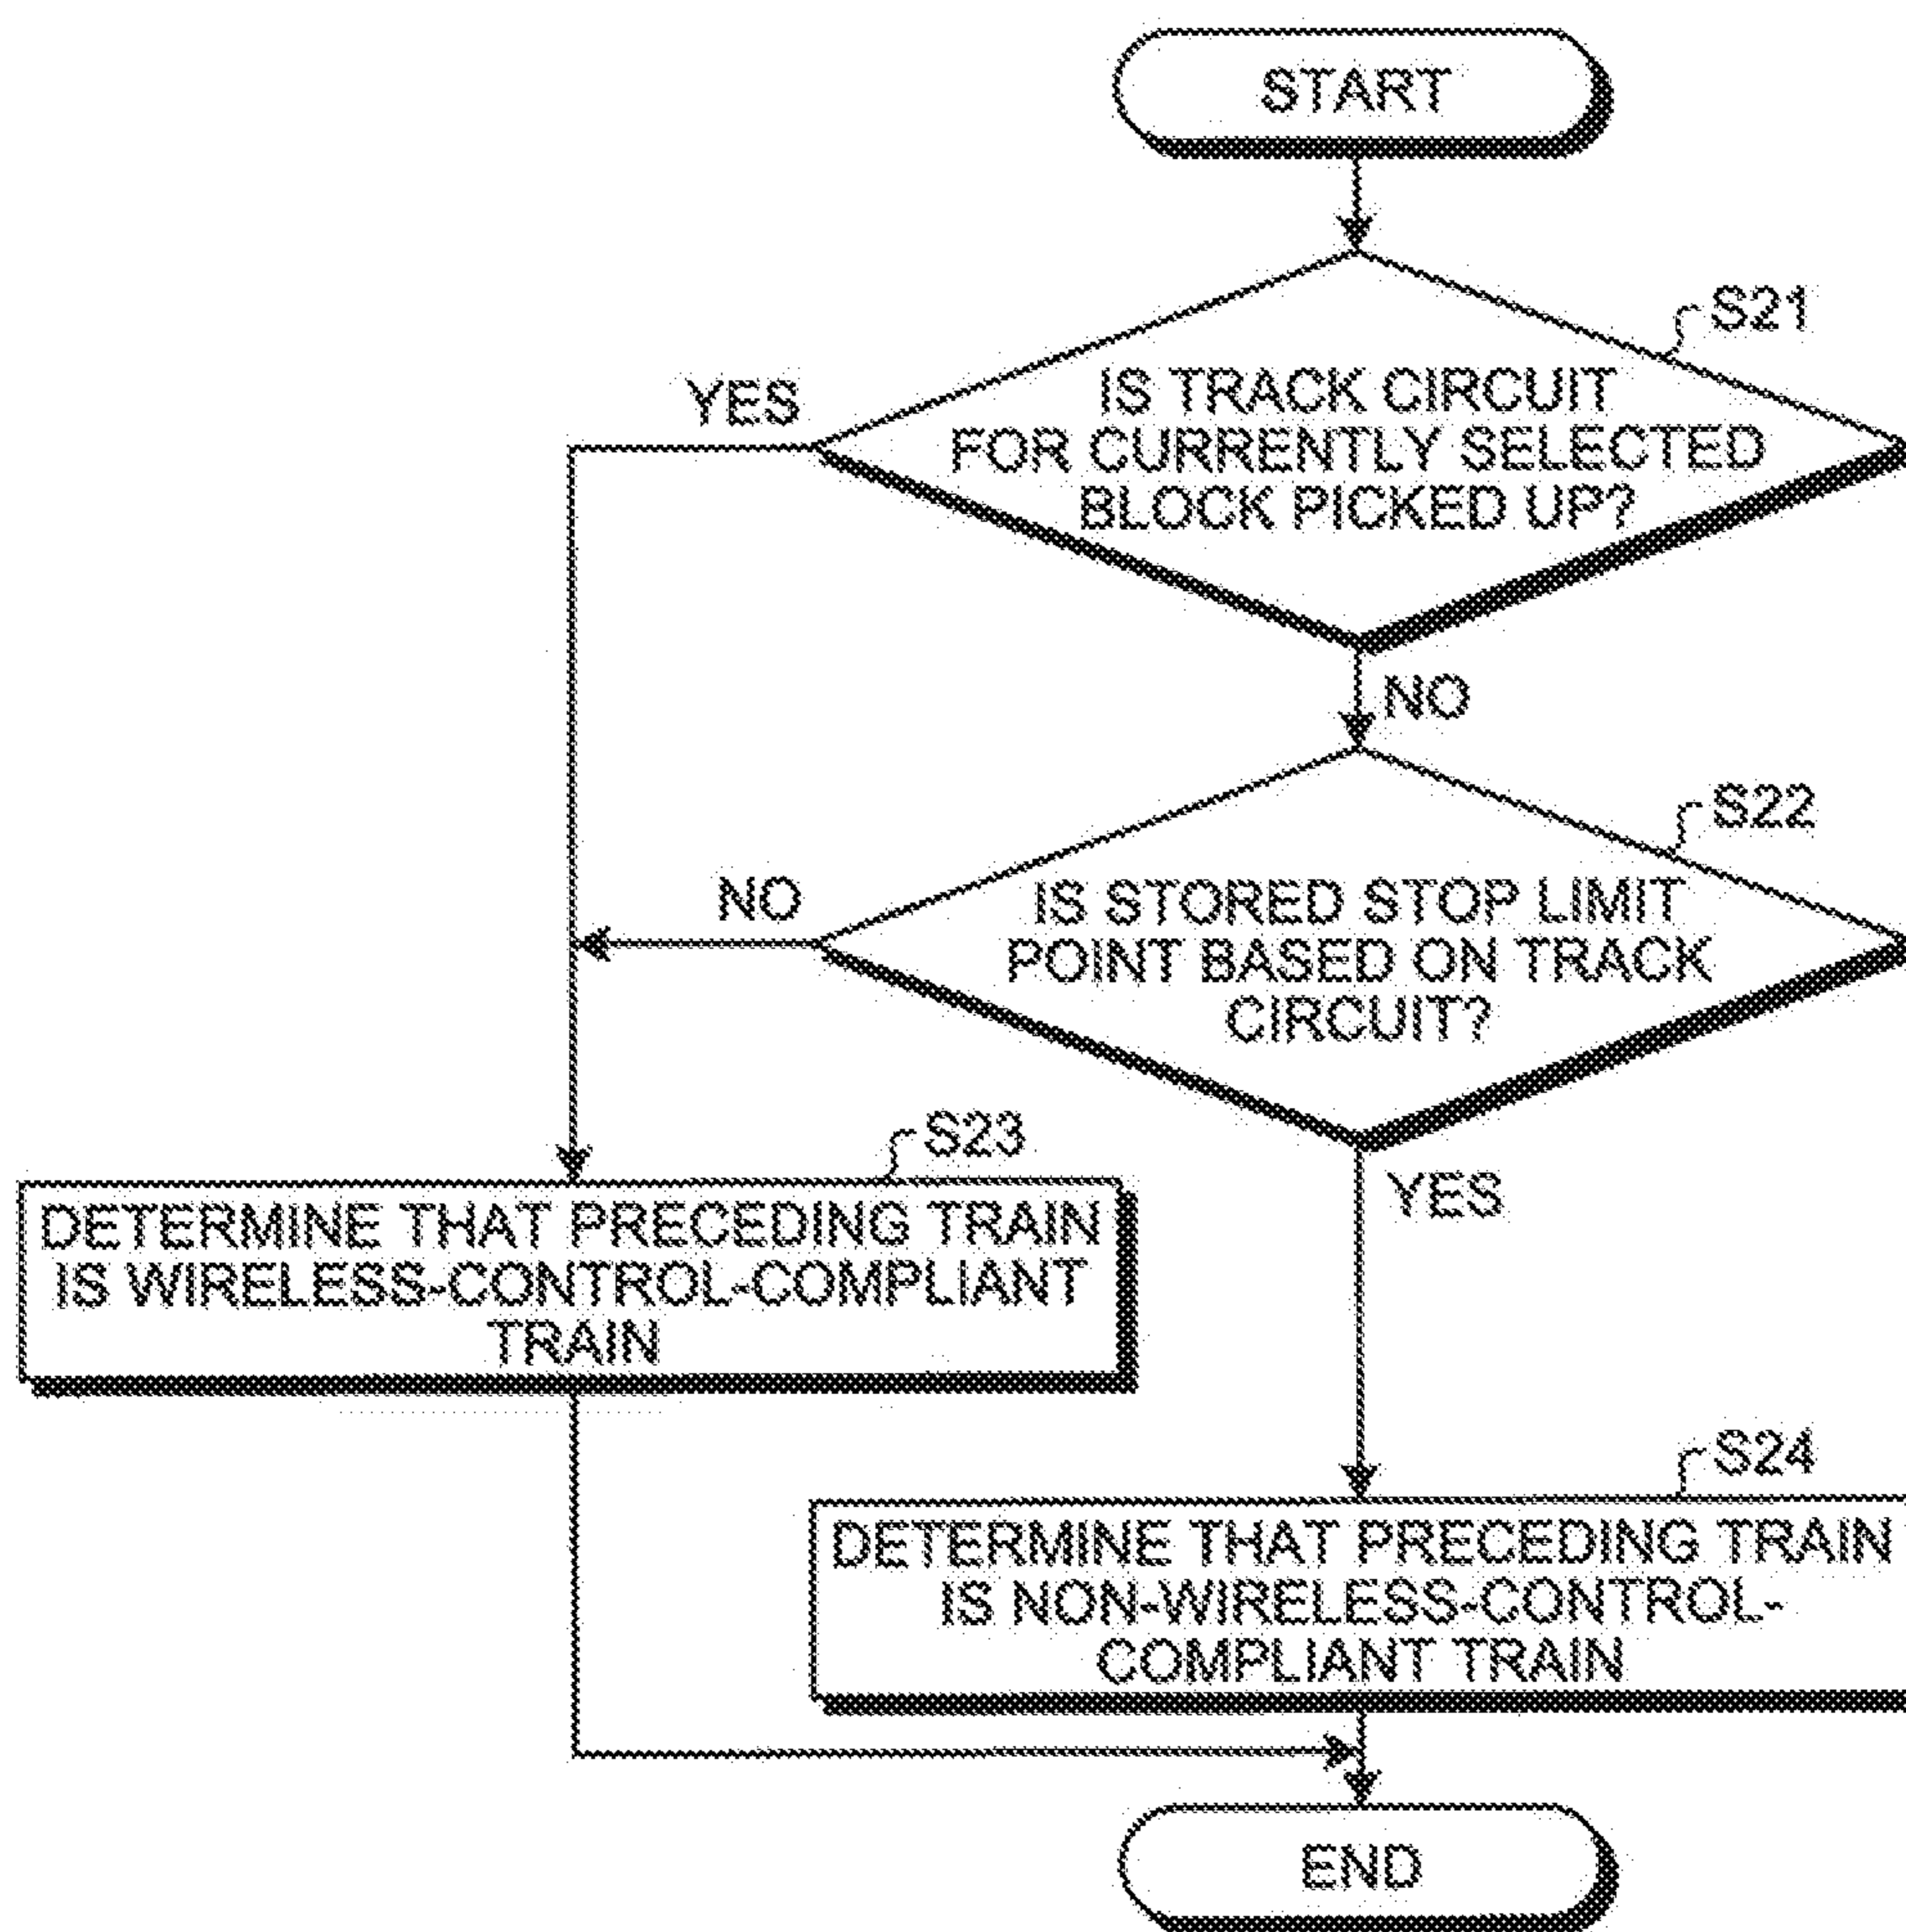 START
S21
IS TRACK CIRCUIT
FOR CURRENTLY SELECTED
BLOCK PICKED UP?
YES
NO
S22
IS STORED STOP LIMIT
POINT BASED ON TRACK
CIRCUIT?
NO
YES
S23
DETERMINE THAT PRECEDING TRAIN
IS WIRELESS-CONTROL-COMPLIANT
TRAIN
S24
DETERMINE THAT PRECEDING TRAIN
IS NON-WIRELESS-CONTROL-
COMPLIANT TRAIN
END